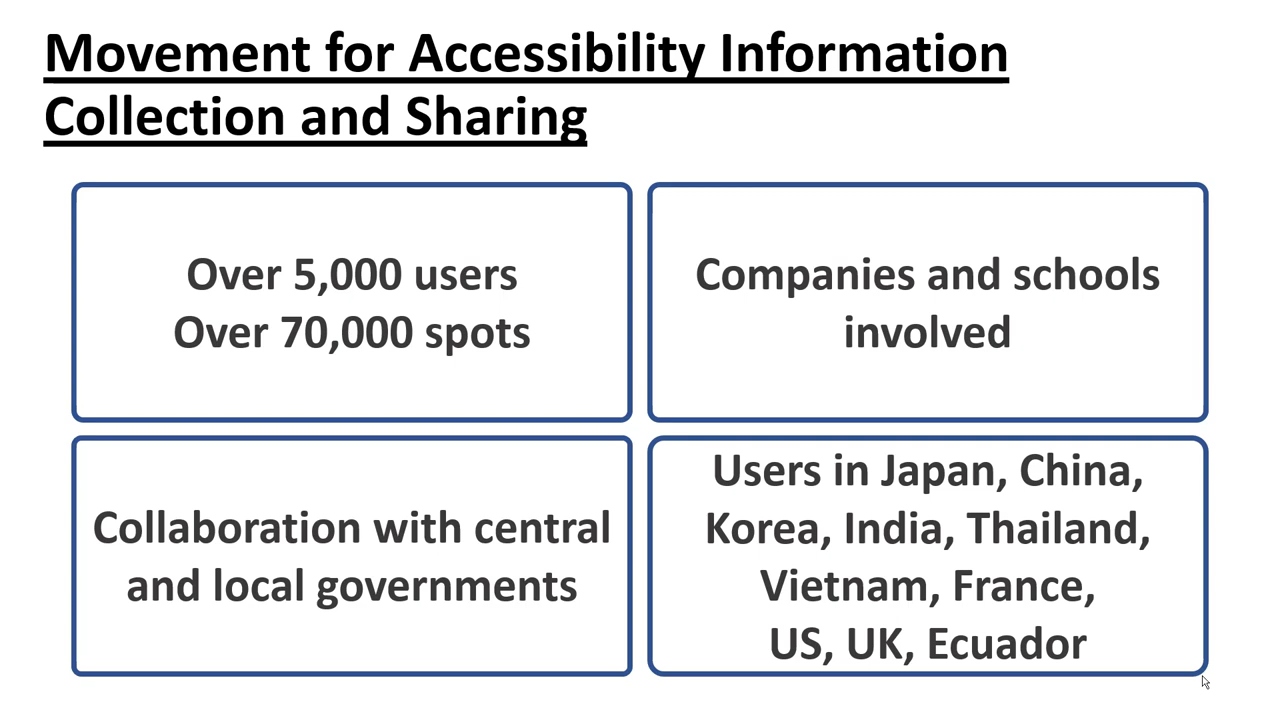 Movement for Accessibility Information
Collection and Sharing
Over 5,000 users
Over 70,000 spots
Companies and schools
involved
Collaboration with central
and local governments
Users in Japan, China,
Korea, India, Thailand,
Vietnam, France,
US, UK, Ecuador